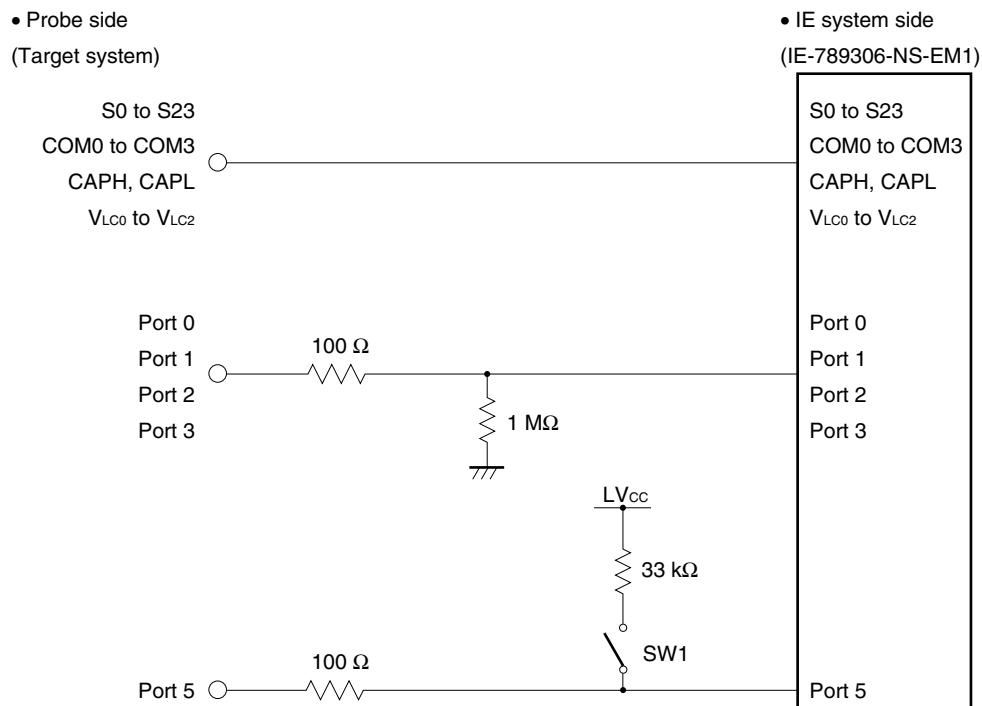 • Probe side
(Target system)
• IE system side
(IE-789306-NS-EM1)
S0 to S23
COM0 to COM3
CAPH, CAPL
VLC0 to VLC2
S0 to S23
COM0 to COM3
CAPH, CAPL
VLC0 to VLC2
Port 0
Port 1
Port 2
Port 3
100 Ω
1 MΩ
Port 0
Port 1
Port 2
Port 3
LVCC
33 kΩ
SW1
Port 5
100 Ω
Port 5